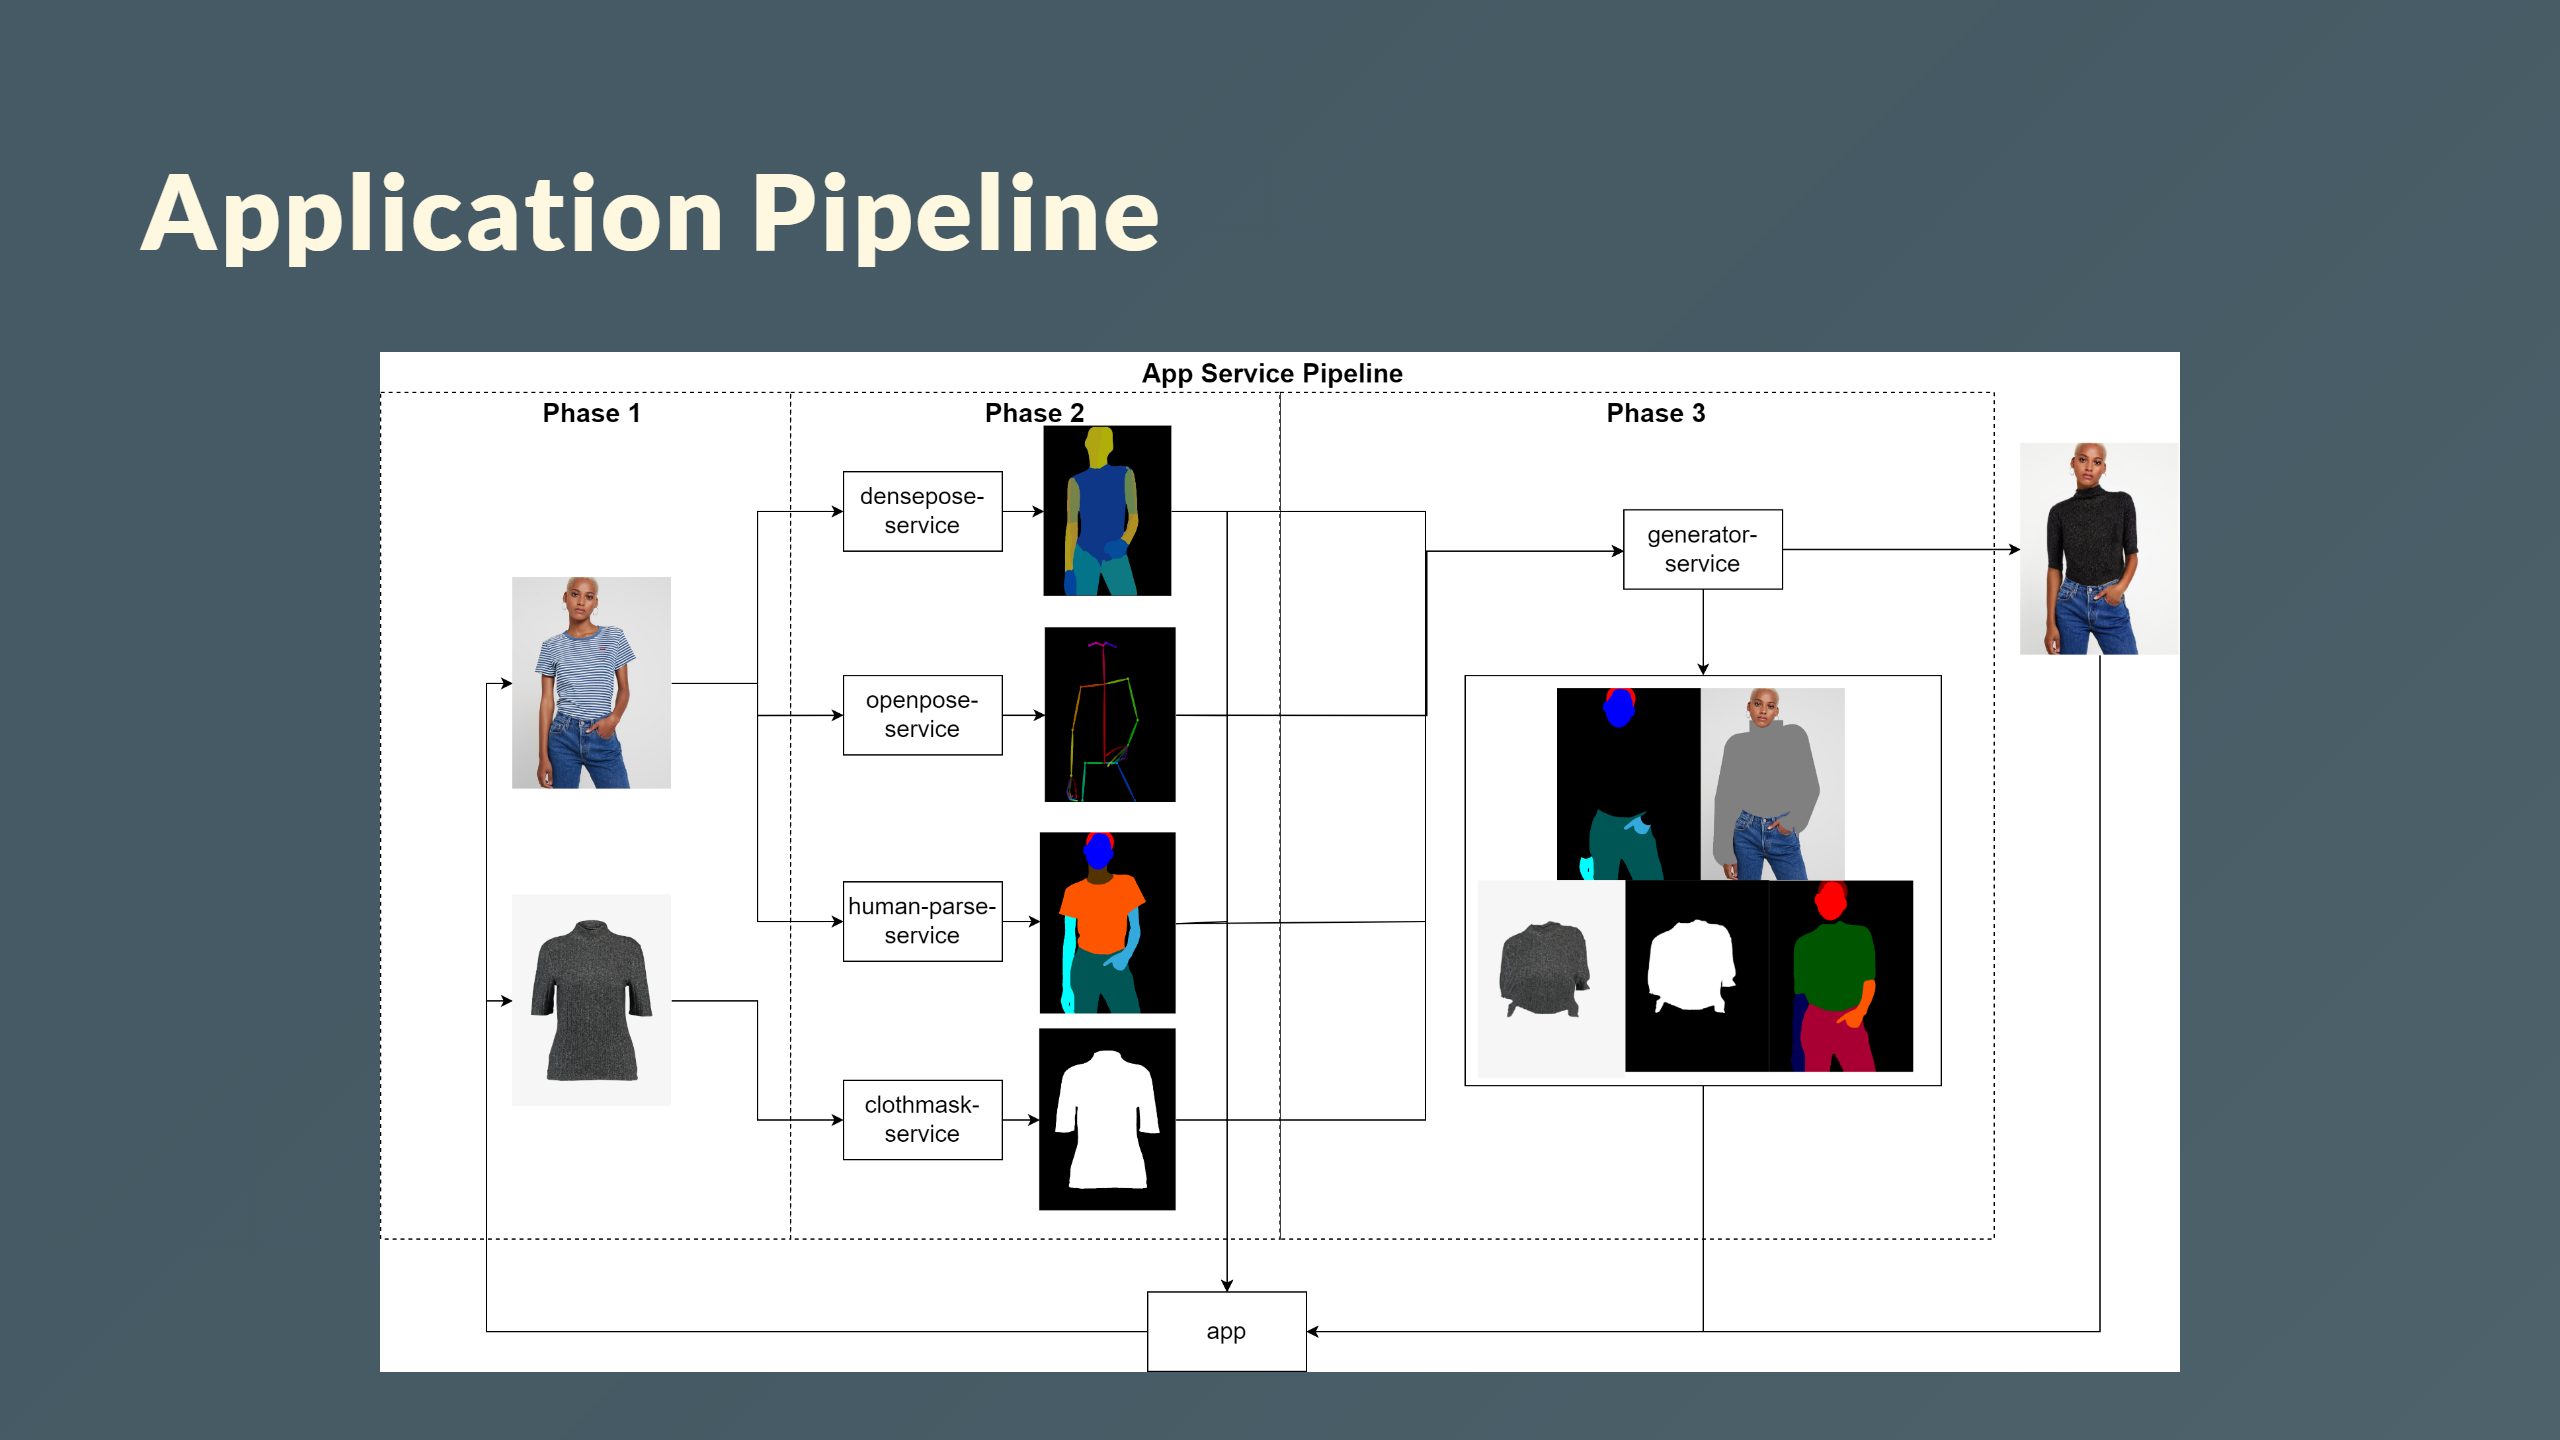 Application Pipeline
App Service Pipeline
Phase 1
Phase 2
Phase 3
densepose-
service
generator-
service
openpose-
service
human-parse-
service
clothmask-
service
app